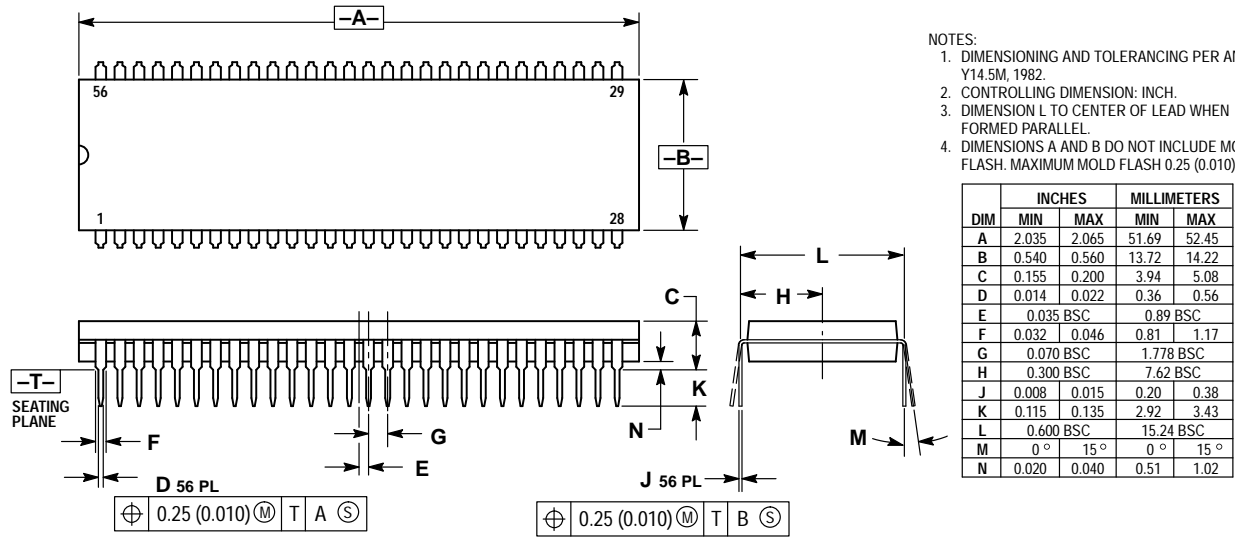 –A–
56 29
–B–
1 28
NOTES:
1. DIMENSIONING AND TOLERANCING PER
Y14.5M, 1982.
2. CONTROLLING DIMENSION: INCH.
3. DIMENSION L TO CENTER OF LEAD WHEN
FORMED PARALLEL.
4. DIMENSIONS A AND B DO NOT INCLUDE
FLASH. MAXIMUM MOLD FLASH 0.25 (0.010)
INCHES MILLIMETERS
DIM MIN MAX MIN MAX
A 2.035 2.065 51.69 52.45
B 0.540 0.560 13.72 14.22
C 0.155 0.200 3.94 5.08
D 0.014 0.022 0.36 0.56
E 0.035 BSC 0.89 BSC
F 0.032 0.046 0.81 1.17
G 0.070 BSC 1.778 BSC
H 0.300 BSC 7.62 BSC
J 0.008 0.015 0.20 0.38
K 0.115 0.135 2.92 3.43
L 0.600 BSC 15.24 BSC
M 0° 15° 0° 15°
N 0.020 0.040 0.51 1.02
L
H
C
–T–
SEATING
PLANE
K
N
G
F
E
M
D 56 PL
J 56 PL
⌖ 0.25 (0.010) Ⓜ T A Ⓢ
⌖ 0.25 (0.010) Ⓜ T B Ⓢ